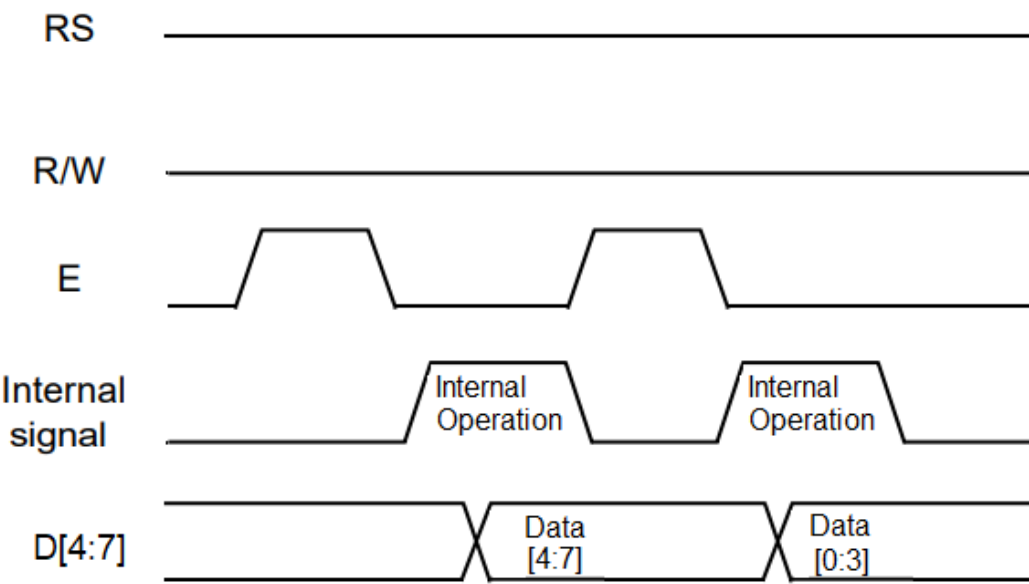 RS
R/W
E
Internal
signal
Internal
Operation
Internal
Operation
D[4:7]
Data
[4:7]
Data
[0:3]